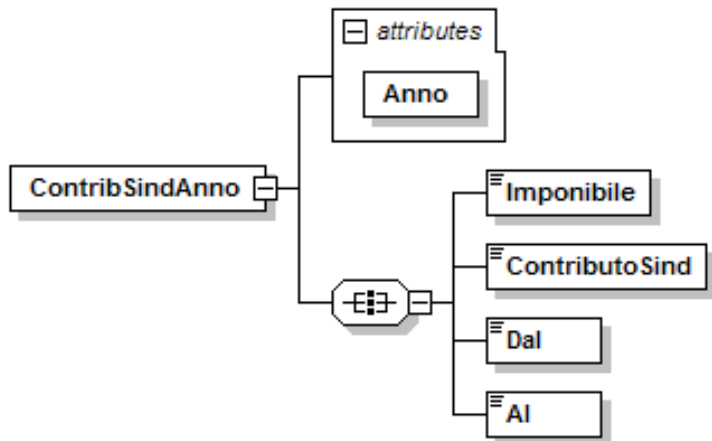 attributes
Anno
ContribSindAnno
Imponibile
ContributoSind
Dal
Al